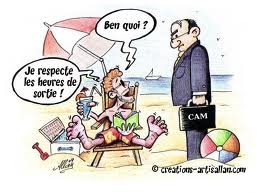 Ben quoi ?
Je respecte
les heures de
sortie !
CAM
© creations-artisallan.com